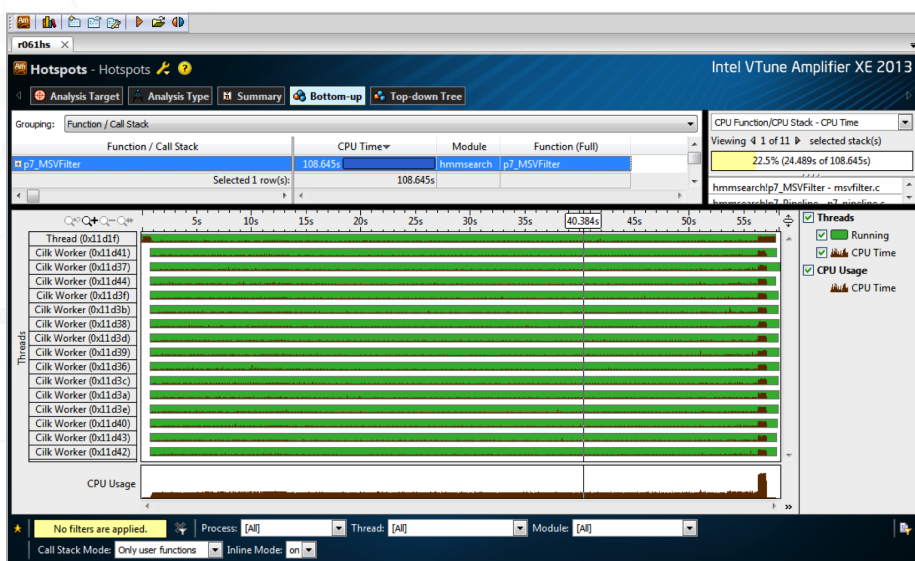 Am
r061hs
Hotspots - Hotspots
Intel VTune Amplifier XE 2013
Analysis Target
Analysis Type
Summary
Bottom-up
Top-down Tree
Grouping: Function / Call Stack
Function / Call Stack CPU Time Module Function (Full)
p7_MSVFilter 108.645s hmmsearch p7_MSVFilter
Selected 1 row(s): 108.645s
CPU Function/CPU Stack - CPU Time
Viewing 1 of 11 selected stack(s)
22.5% (24.489s of 108.645s)
hmmsearch!p7_MSVFilter - msvfilter.c
hmmsearch!p7_Pipeline - p7_pipeline.c
5s 10s 15s 20s 25s 30s 35s 40.384s 45s 50s 55s
Threads
Thread (0x11d1f)
Cilk Worker (0x11d41)
Cilk Worker (0x11d37)
Cilk Worker (0x11d44)
Cilk Worker (0x11d3f)
Cilk Worker (0x11d3b)
Cilk Worker (0x11d38)
Cilk Worker (0x11d3d)
Cilk Worker (0x11d39)
Cilk Worker (0x11d36)
Cilk Worker (0x11d3c)
Cilk Worker (0x11d3a)
Cilk Worker (0x11d3e)
Cilk Worker (0x11d40)
Cilk Worker (0x11d43)
Cilk Worker (0x11d42)
CPU Usage
Threads
Running
CPU Time
CPU Usage
CPU Time
No filters are applied. Process: [All] Thread: [All] Module: [All]
Call Stack Mode: Only user functions Inline Mode: on